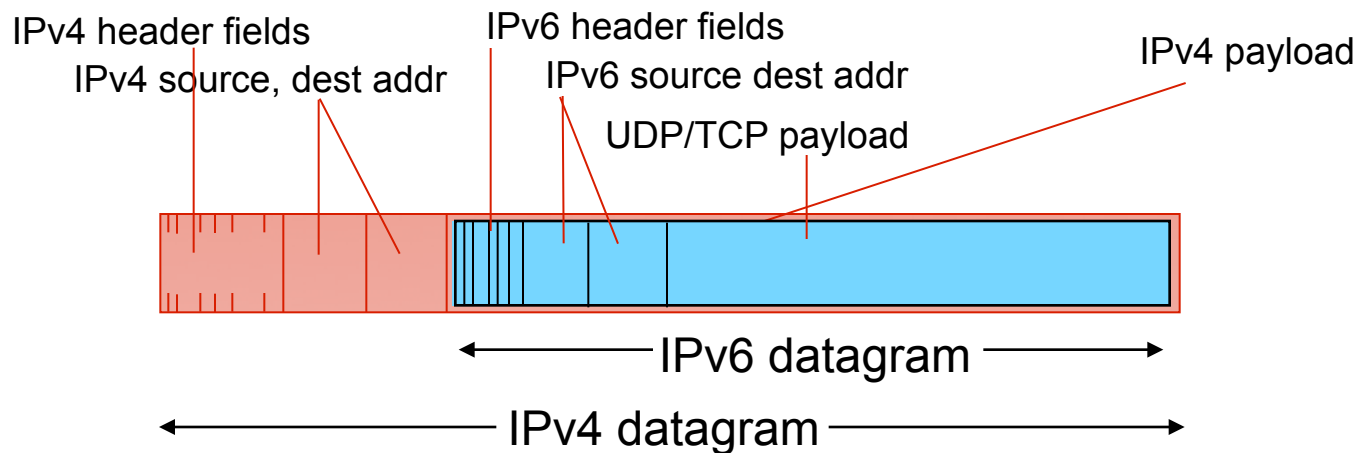 IPv4 header fields
IPv6 header fields
IPv4 payload
IPv4 source, dest addr
IPv6 source dest addr
UDP/TCP payload
IPv6 datagram
IPv4 datagram